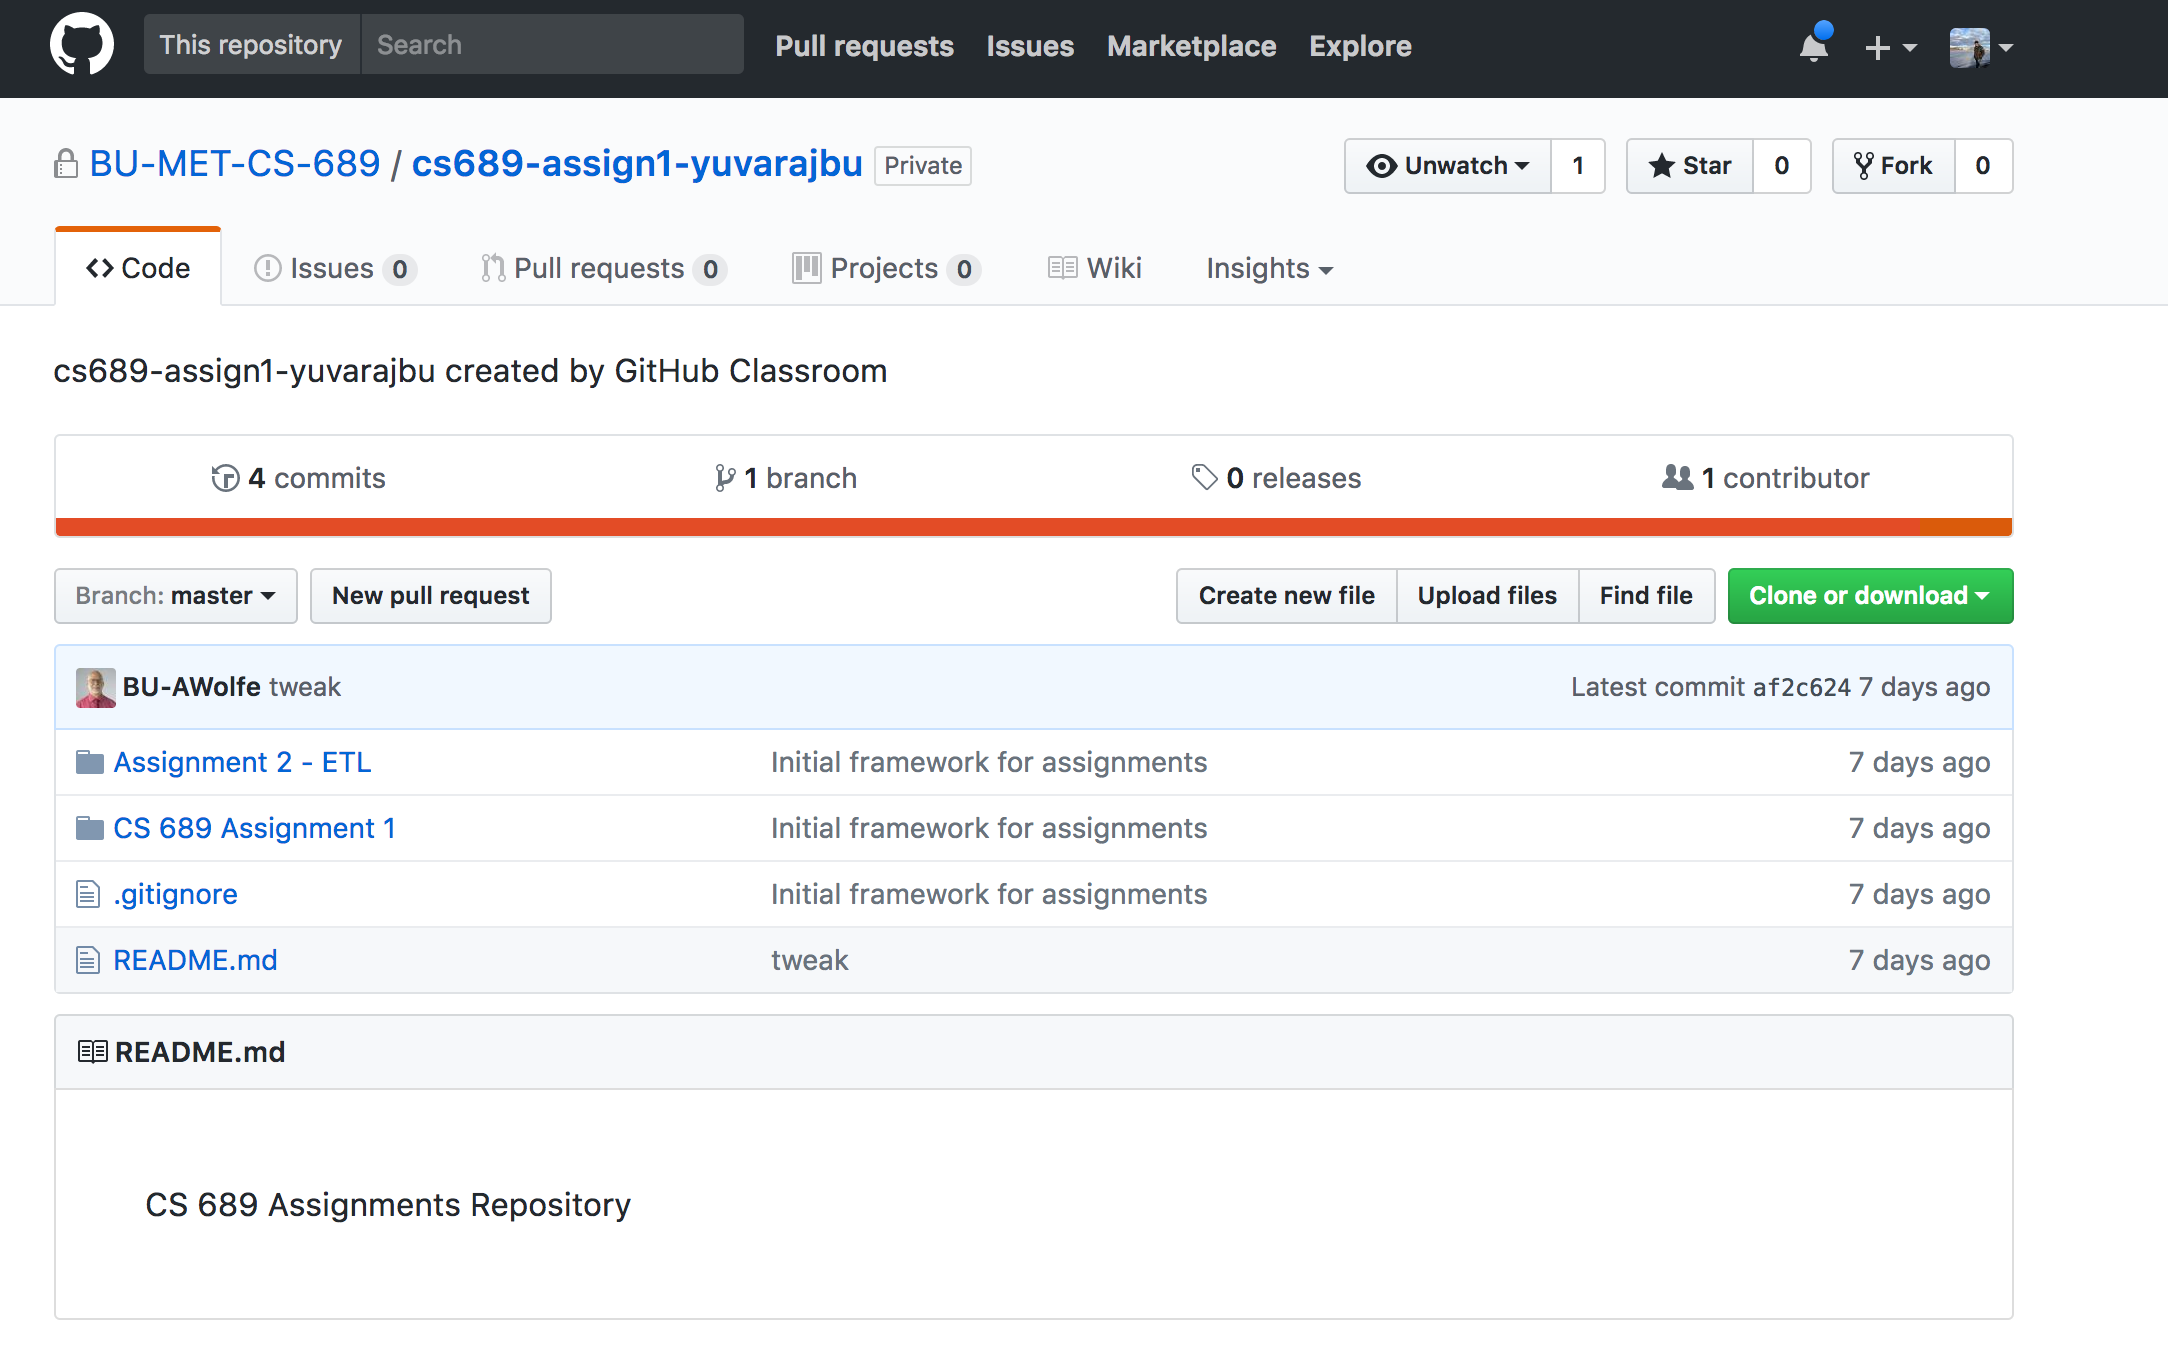 This repository Search Pull requests Issues Marketplace Explore
BU-MET-CS-689 / cs689-assign1-yuvarajbu Private Unwatch 1 Star 0 Fork 0
Code Issues 0 Pull requests 0 Projects 0 Wiki Insights
cs689-assign1-yuvarajbu created by GitHub Classroom
4 commits 1 branch 0 releases 1 contributor
Branch: master New pull request Create new file Upload files Find file Clone or download
BU-AWolfe tweak Latest commit af2c624 7 days ago
Assignment 2 - ETL Initial framework for assignments 7 days ago
CS 689 Assignment 1 Initial framework for assignments 7 days ago
.gitignore Initial framework for assignments 7 days ago
README.md tweak 7 days ago
README.md
CS 689 Assignments Repository